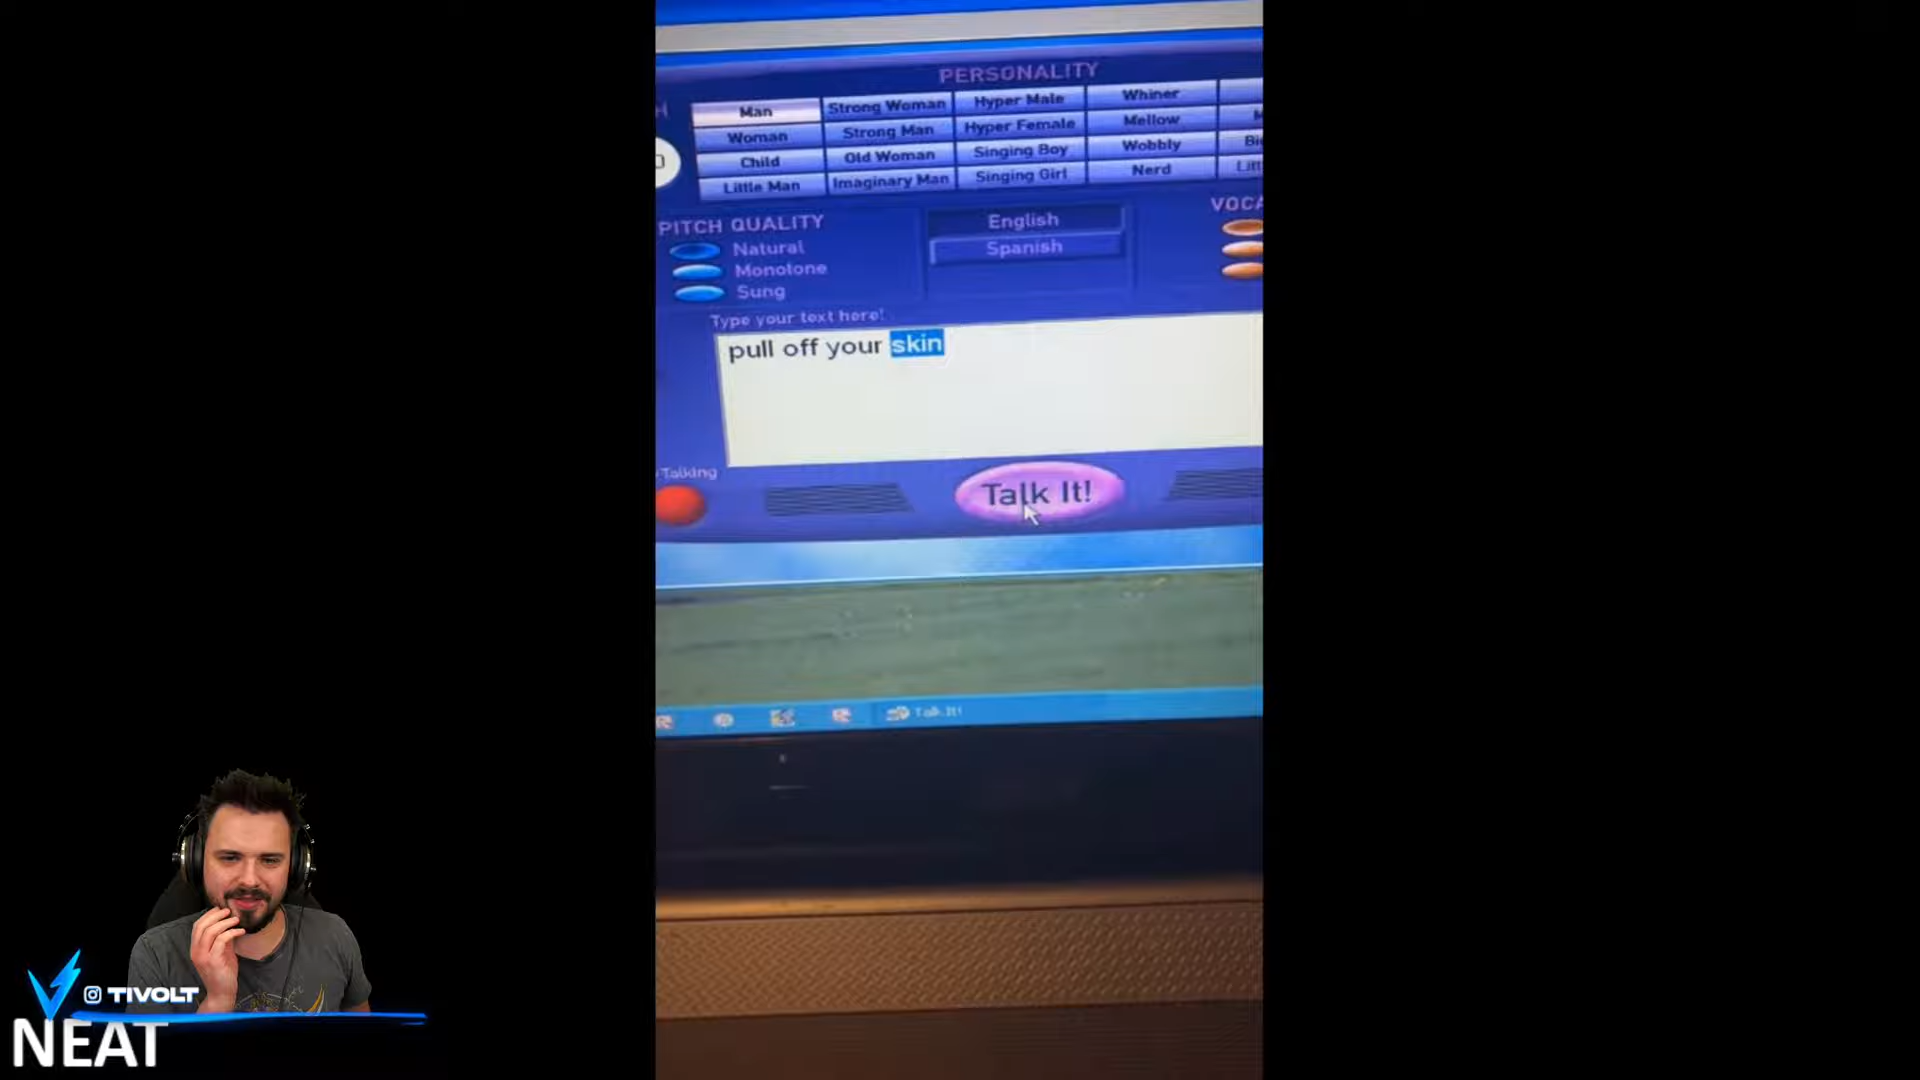 PERSONALITY
Man
Strong Woman
Hyper Male
Whiner
Woman
Strong Man
Hyper Female
Mellow
Child
Old Woman
Singing Boy
Wobbly
Little Man
Imaginary Man
Singing Girl
Nerd
PITCH QUALITY
Natural
Monotone
Sung
English
Spanish
Type your text here!
pull off your skin
Talking
Talk It!
Talk It!
TIVOLT
NEAT